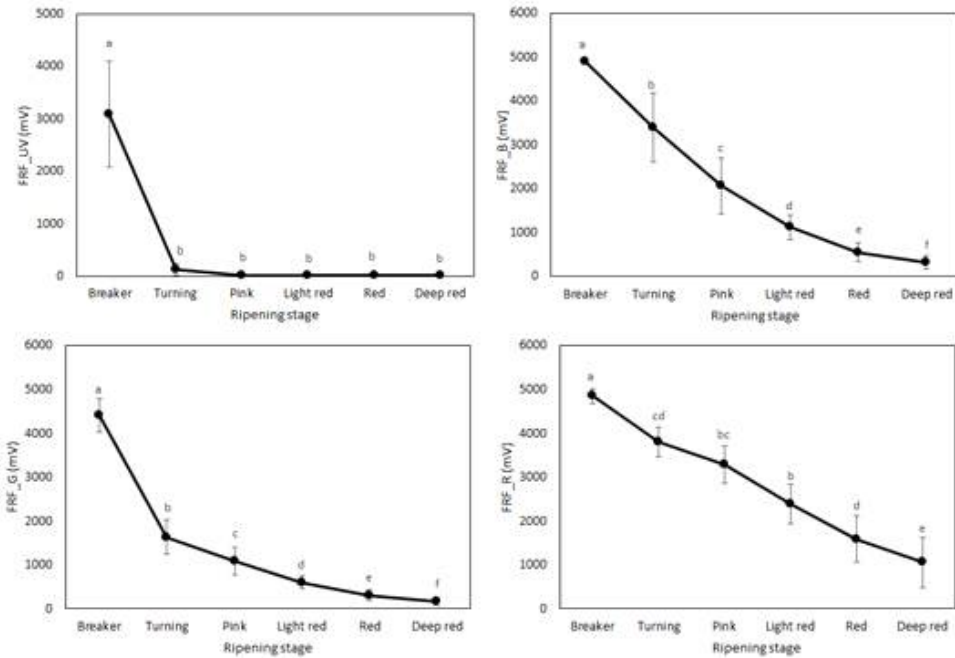 5000
4000
3000
2000
1000
0
FRF_UV (mV)
a
b
b
b
b
b
Breaker Turning Pink Light red Red Deep red
Ripening stage
6000
5000
4000
3000
2000
1000
0
FRF_B (mV)
a
b
c
d
e
f
Breaker Turning Pink Light red Red Deep red
Ripening stage
6000
5000
4000
3000
2000
1000
0
FRF_G (mV)
a
b
c
d
e
f
Breaker Turning Pink Light red Red Deep red
Ripening stage
6000
5000
4000
3000
2000
1000
0
FRF_R (mV)
a
cd
bc
b
d
e
Breaker Turning Pink Light red Red Deep red
Ripening stage